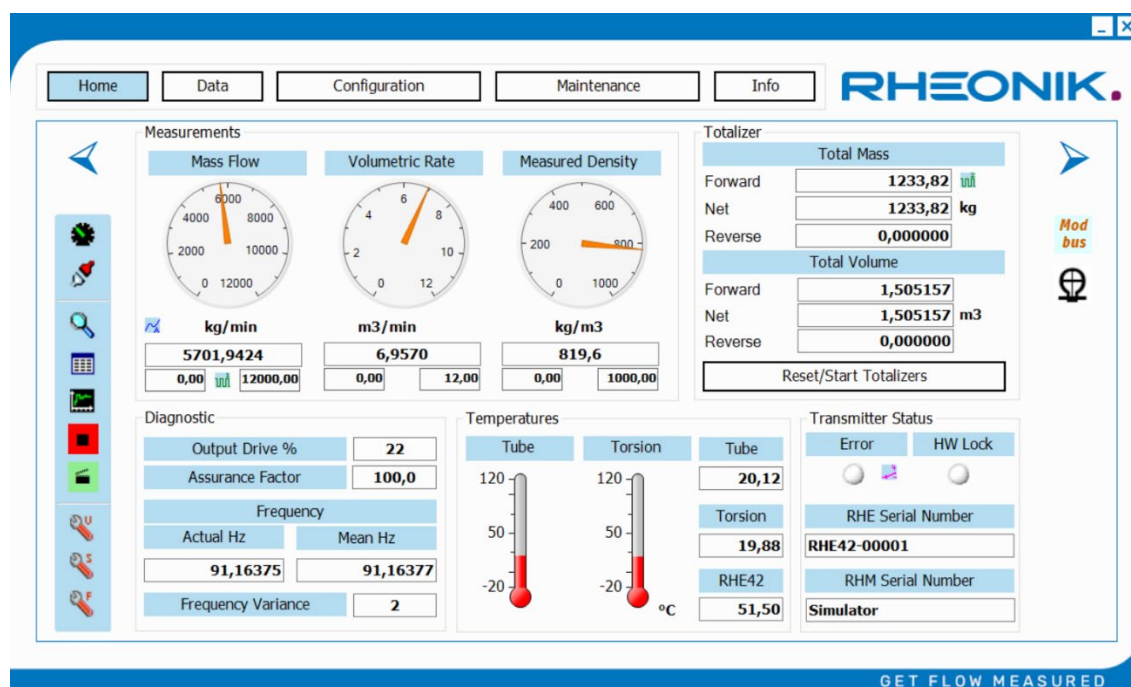 Home Data Configuration Maintenance Info RHEONIK.
Measurements
Mass Flow Volumetric Rate Measured Density
0 2000 4000 6000 8000 10000 12000
0 2 4 6 8 10 12
0 200 400 600 800 1000
kg/min m3/min kg/m3
5701,9424 6,9570 819,6
0,00 12000,00 0,00 12,00 0,00 1000,00
Totalizer
Total Mass
Forward 1233,82
Net 1233,82 kg
Reverse 0,000000
Total Volume
Forward 1,505157
Net 1,505157 m3
Reverse 0,000000
Reset/Start Totalizers
Mod
bus
Diagnostic
Output Drive % 22
Assurance Factor 100,0
Frequency
Actual Hz Mean Hz
91,16375 91,16377
Frequency Variance 2
Temperatures
Tube Torsion Tube
120 120 20,12
50 50 Torsion
19,88
-20 -20 RHE42
°C 51,50
Transmitter Status
Error HW Lock
RHE Serial Number
RHE42-00001
RHM Serial Number
Simulator
U
S
F
GET FLOW MEASURED